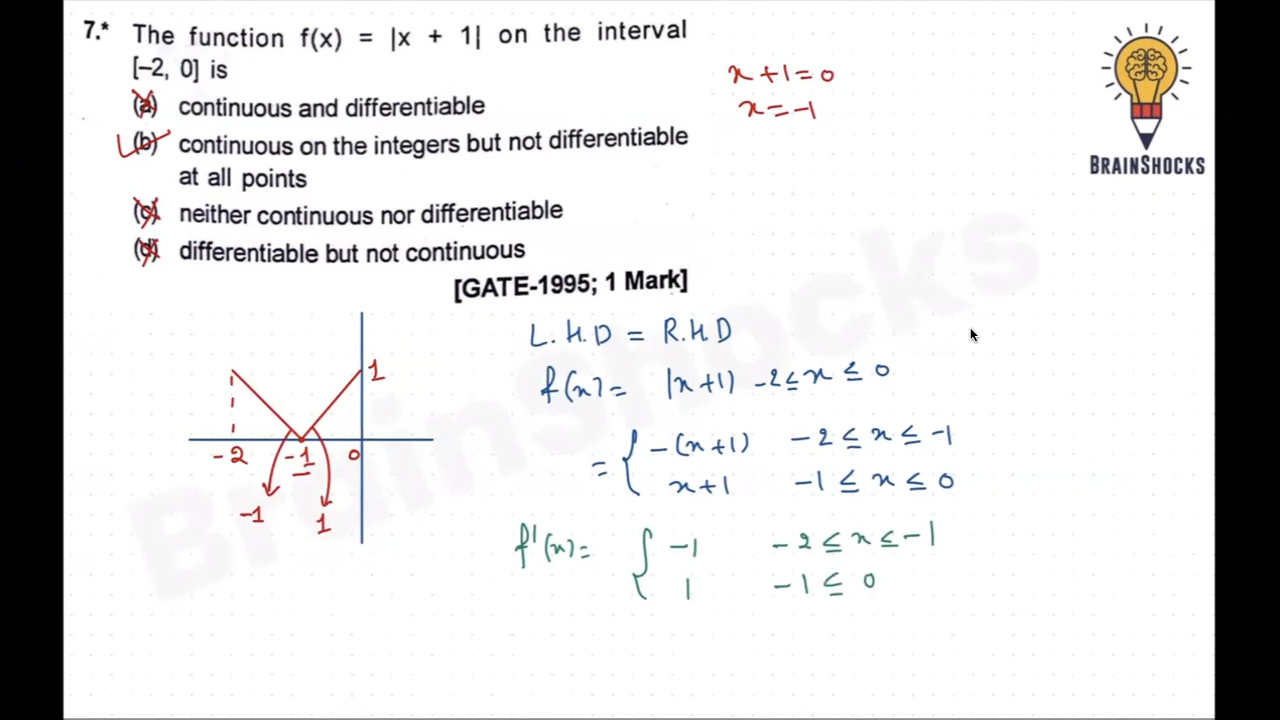 7.* The function f(x) = |x + 1| on the interval
[–2, 0] is
(a) continuous and differentiable
(b) continuous on the integers but not differentiable
at all points
(c) neither continuous nor differentiable
(d) differentiable but not continuous
[GATE-1995; 1 Mark]
x + 1 = 0
x = -1
BRAINSHOCKS
L.H.D = R.H.D
f(x) = |x+1) -2 ≤ x ≤ 0
= { -(x+1) -2 ≤ x ≤ -1
x+1 -1 ≤ x ≤ 0
f'(x) = { -1 -2 ≤ x ≤ -1
1 -1 ≤ 0
1
-2 -1 0
-1 1
BrainShocks